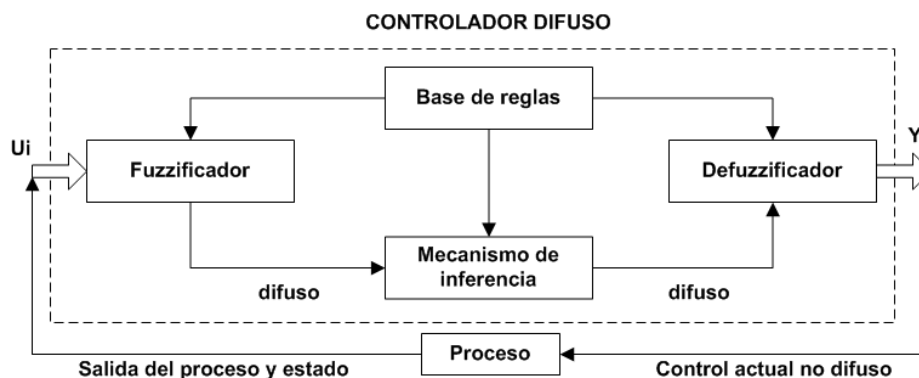 CONTROLADOR DIFUSO
Base de reglas
Ui
Y
Fuzzificador
Defuzzificador
Mecanismo de
inferencia
difuso
difuso
Proceso
Salida del proceso y estado
Control actual no difuso